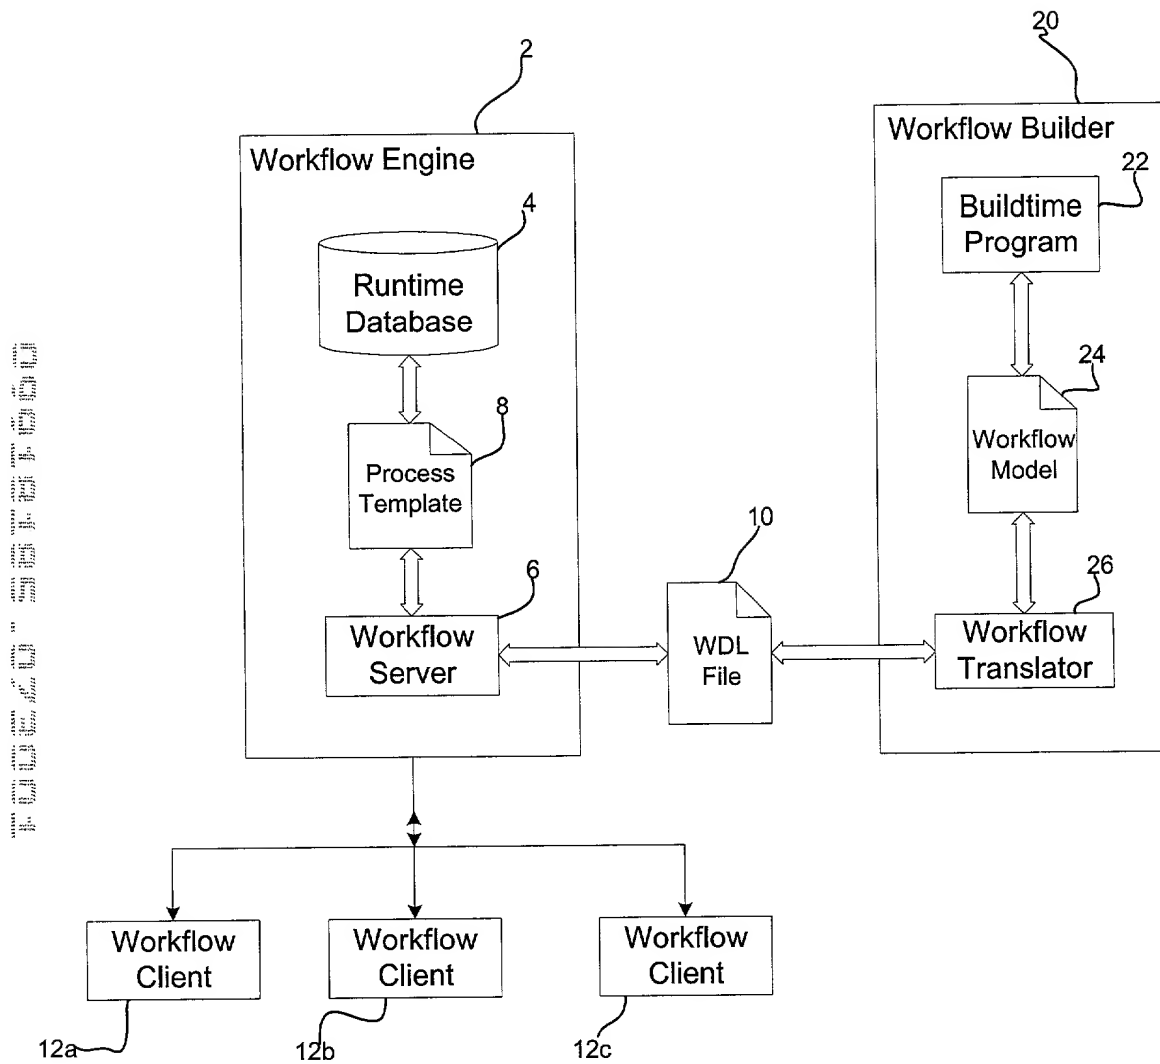 2
20
Workflow Engine
Workflow Builder
4
22
Runtime
Database
Buildtime
Program
8
24
Process
Template
Workflow
Model
6
10
26
Workflow
Server
WDL
File
Workflow
Translator
Workflow
Client
Workflow
Client
Workflow
Client
12a
12b
12c